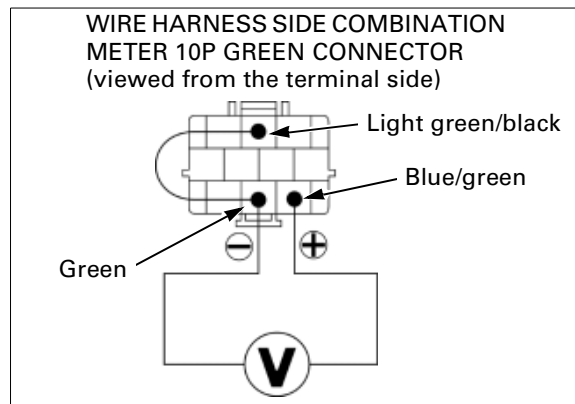 WIRE HARNESS SIDE COMBINATION
METER 10P GREEN CONNECTOR
(viewed from the terminal side)
Light green/black
Blue/green
− +
Green
V